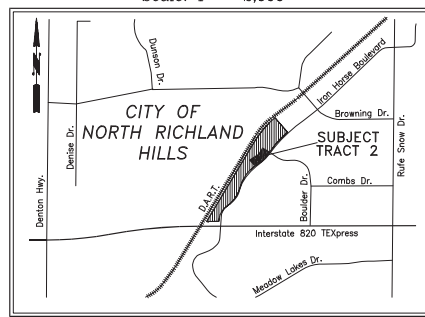 N
Dunson Dr.
Iron Horse Boulevard
CITY OF
NORTH RICHLAND
HILLS
Browning Dr.
SUBJECT
TRACT 2
Denise Dr.
Denton Hwy.
D.A.R.T.
Boulder Dr.
Combs Dr.
Rufe Snow Dr.
Interstate 820 TEXpress
Meadow Lakes Dr.